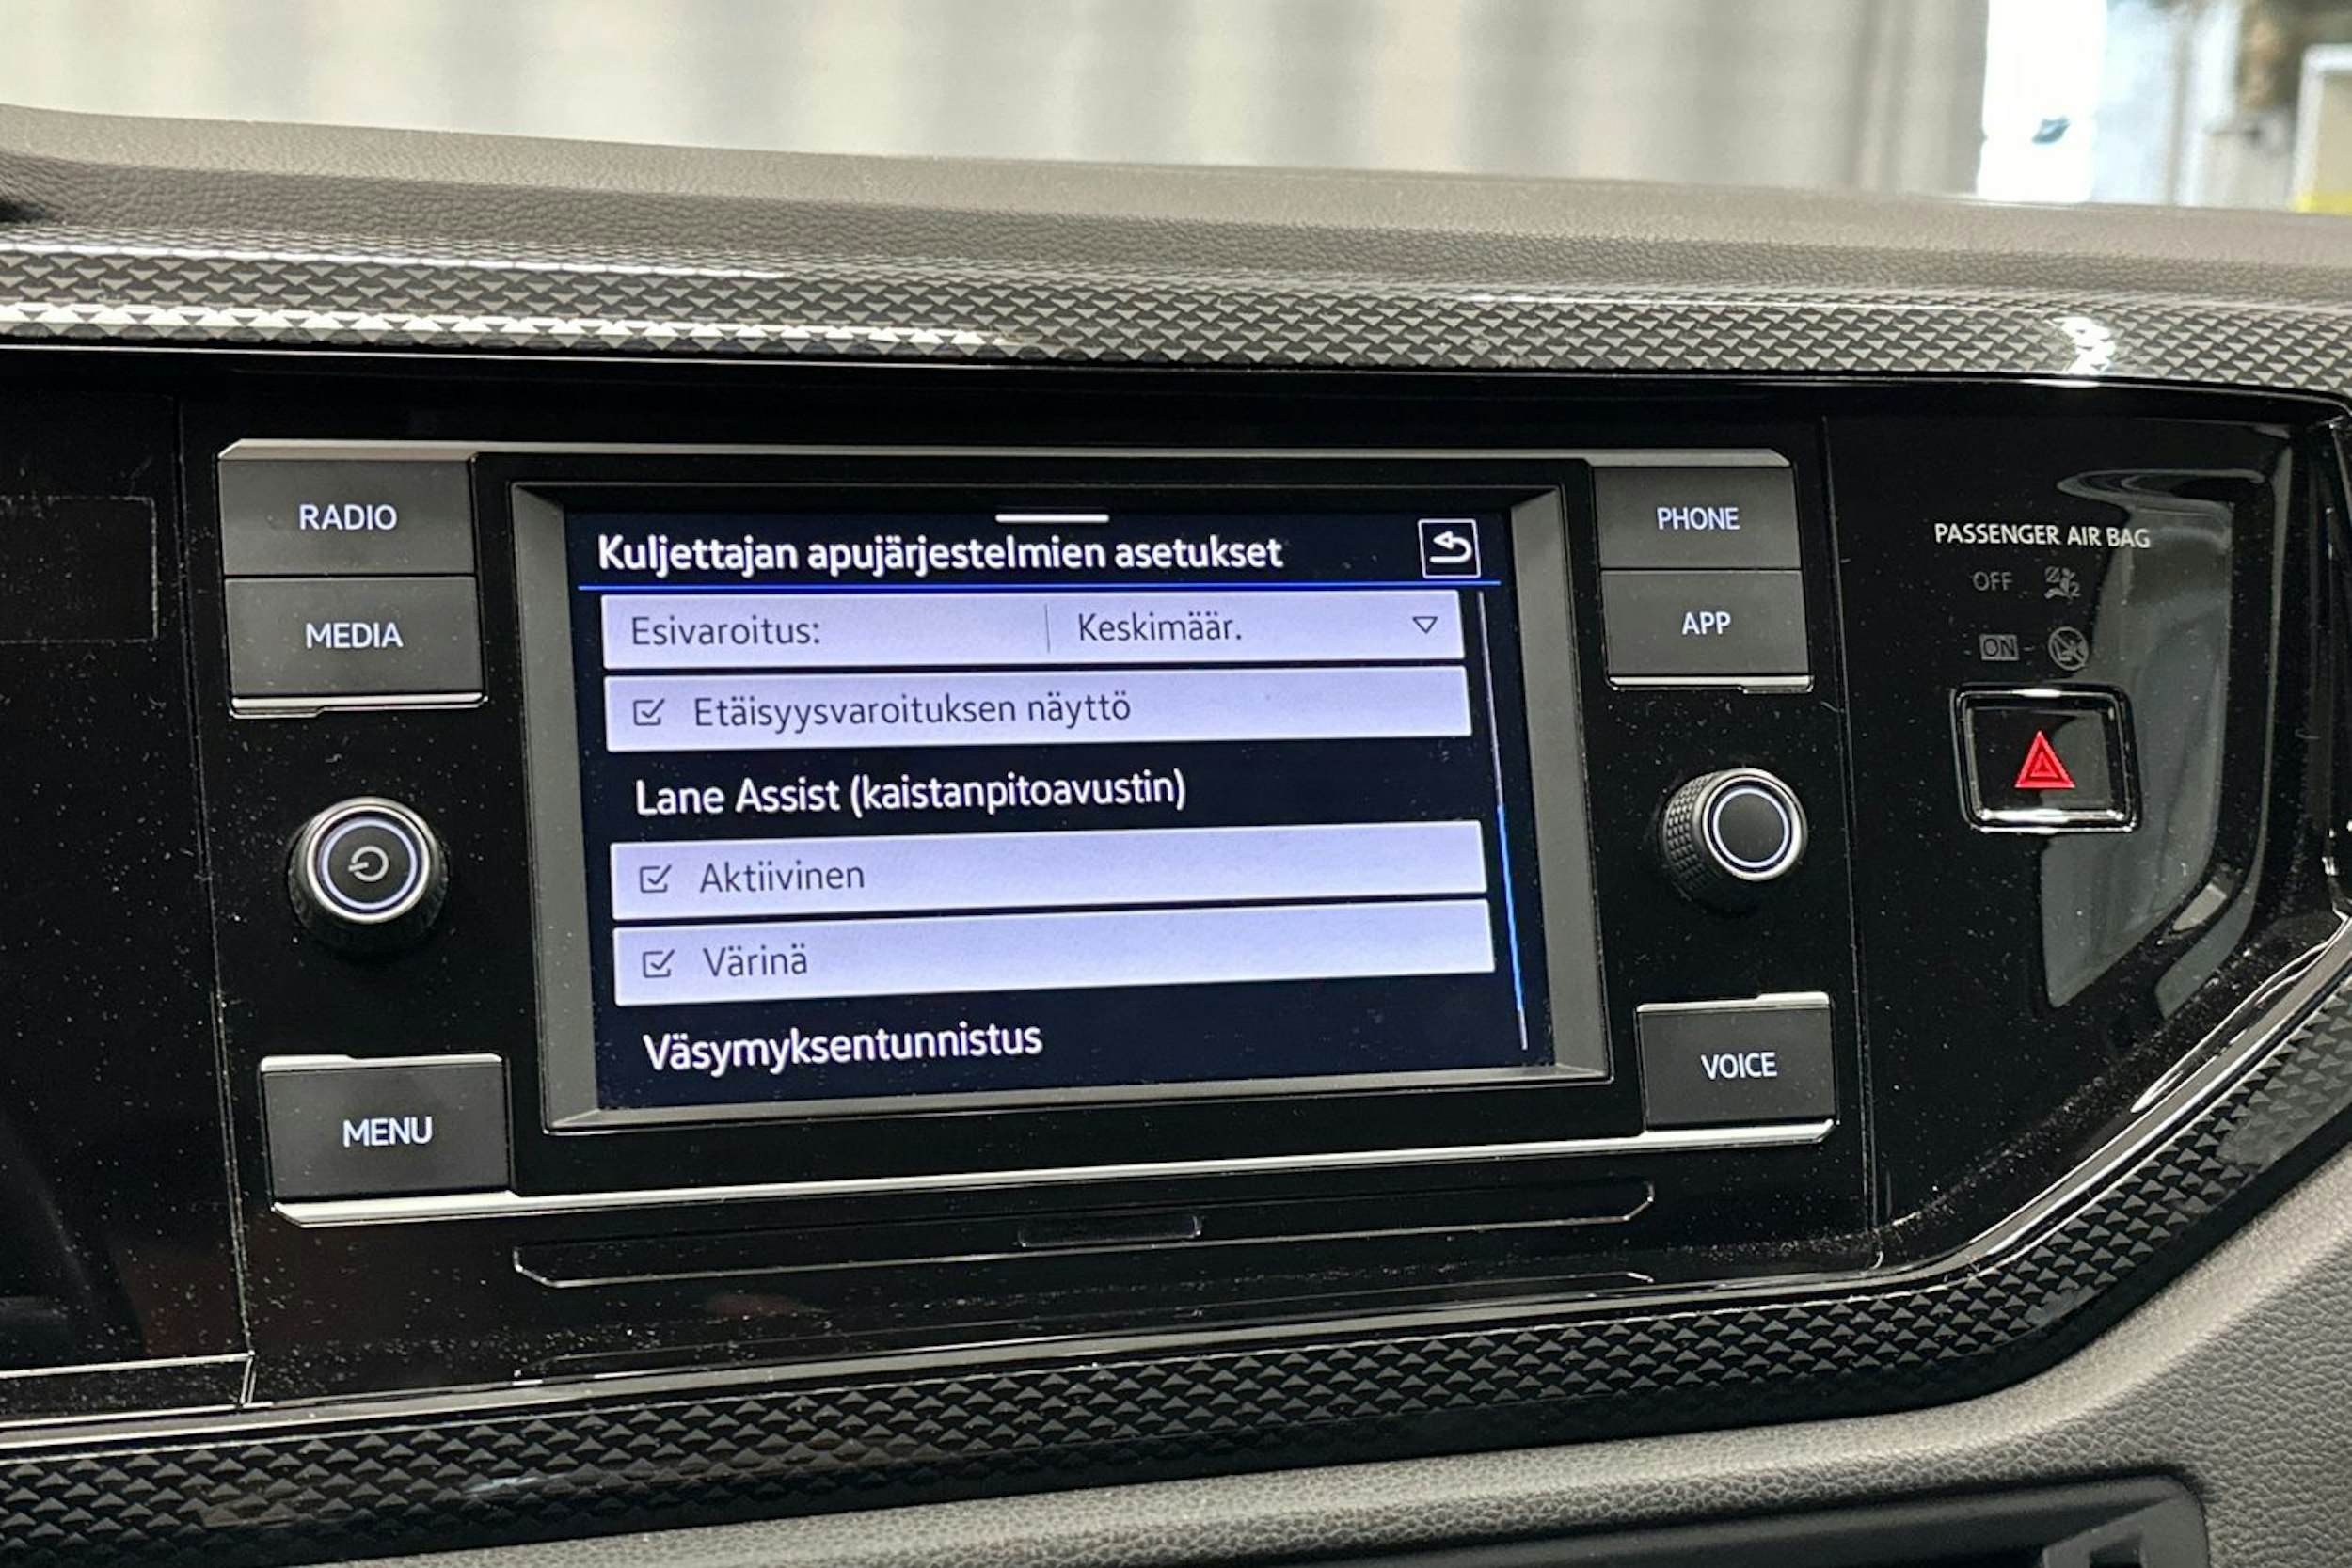 RADIO
MEDIA
MENU
Kuljettajan apujärjestelmien asetukset
Esivaroitus: Keskimäär.
Etäisyysvaroituksen näyttö
Lane Assist (kaistanpitoavustin)
Aktiivinen
Värinä
Väsymyksentunnistus
PHONE
APP
VOICE
PASSENGER AIR BAG
OFF
ON